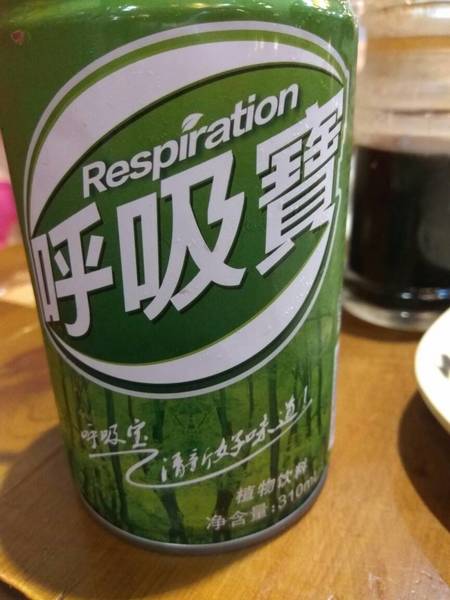 Respiration
呼吸寶
呼吸宝
清新好味道!
植物饮料
净含量:310mL